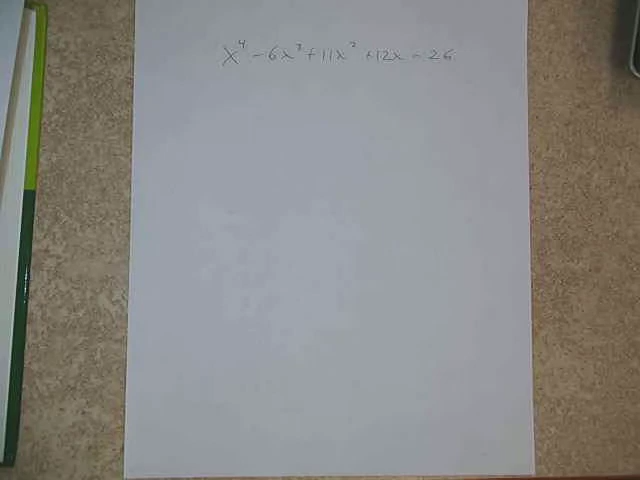 x⁴ - 6x³ + 11x² + 12x - 26